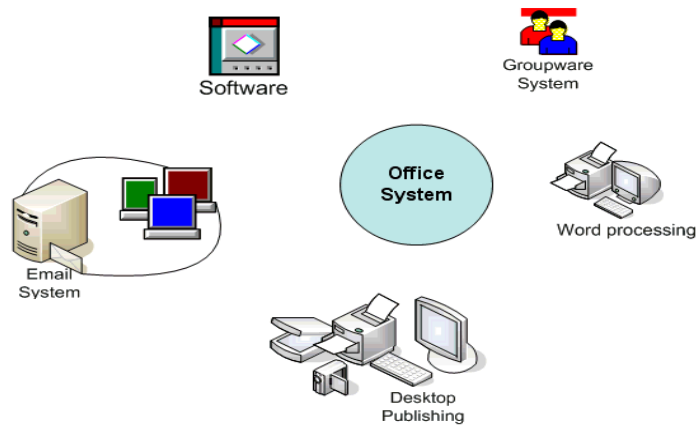 Software
Groupware
System
Office
System
Word processing
Email
System
Desktop
Publishing